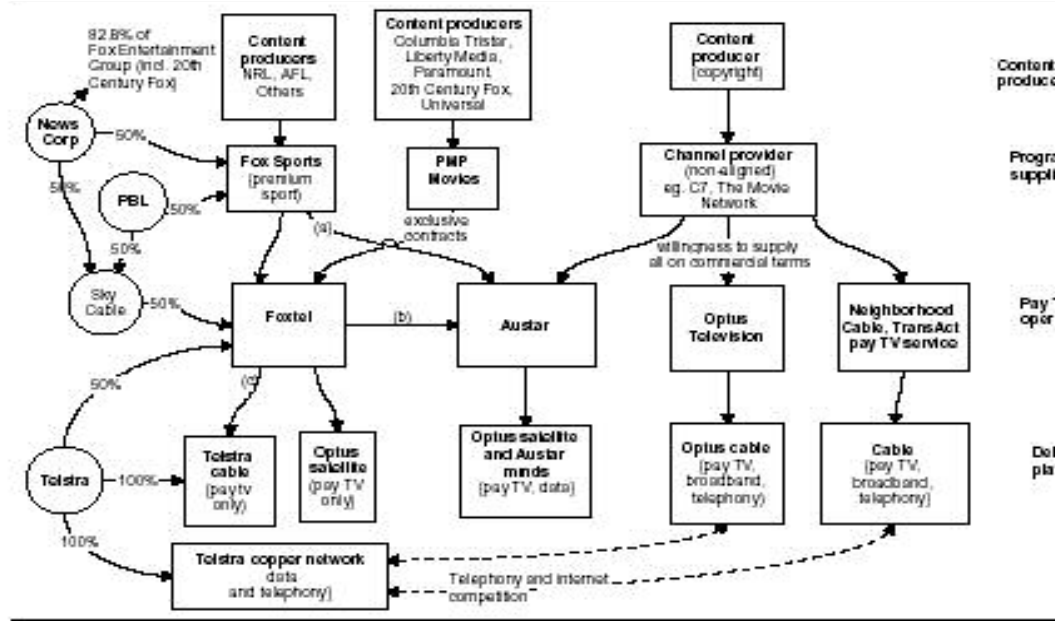 92.8% of
Fox Entertainment
Group (incl. 20th
Century Fox)
Content
producers
NRL, AFL,
Others
Content producers
Columbia Tristar,
Liberty Media,
Paramount,
20th Century Fox,
Universal
Content
producer
(copyright)
Content
produce
News
Corp
50%
Fox Sports
(premium
sport)
PMP
Movies
Channel provider
(non-aligned)
eg. C7, The Movie
Network
Progra
suppli
50%
PBL
50%
50%
(a)
exclusive
contracts
willingness to supply
all on commercial terms
Sky
Cable
50%
Foxtel
(b)
Austar
Optus
Television
Neighborhood
Cable, TransAct
pay TV service
Pay T
oper
50%
Telstra
100%
Telstra
cable
(pay tv
only)
Optus
satellite
(pay TV
only)
Optus satellite
and Austar
minds
(pay TV, data)
Optus cable
(pay TV,
broadband,
telephony)
Cable
(pay TV,
broadband,
telephony)
Del
pla
100%
Telstra copper network
data
and telephony)
Telephony and internet
competition